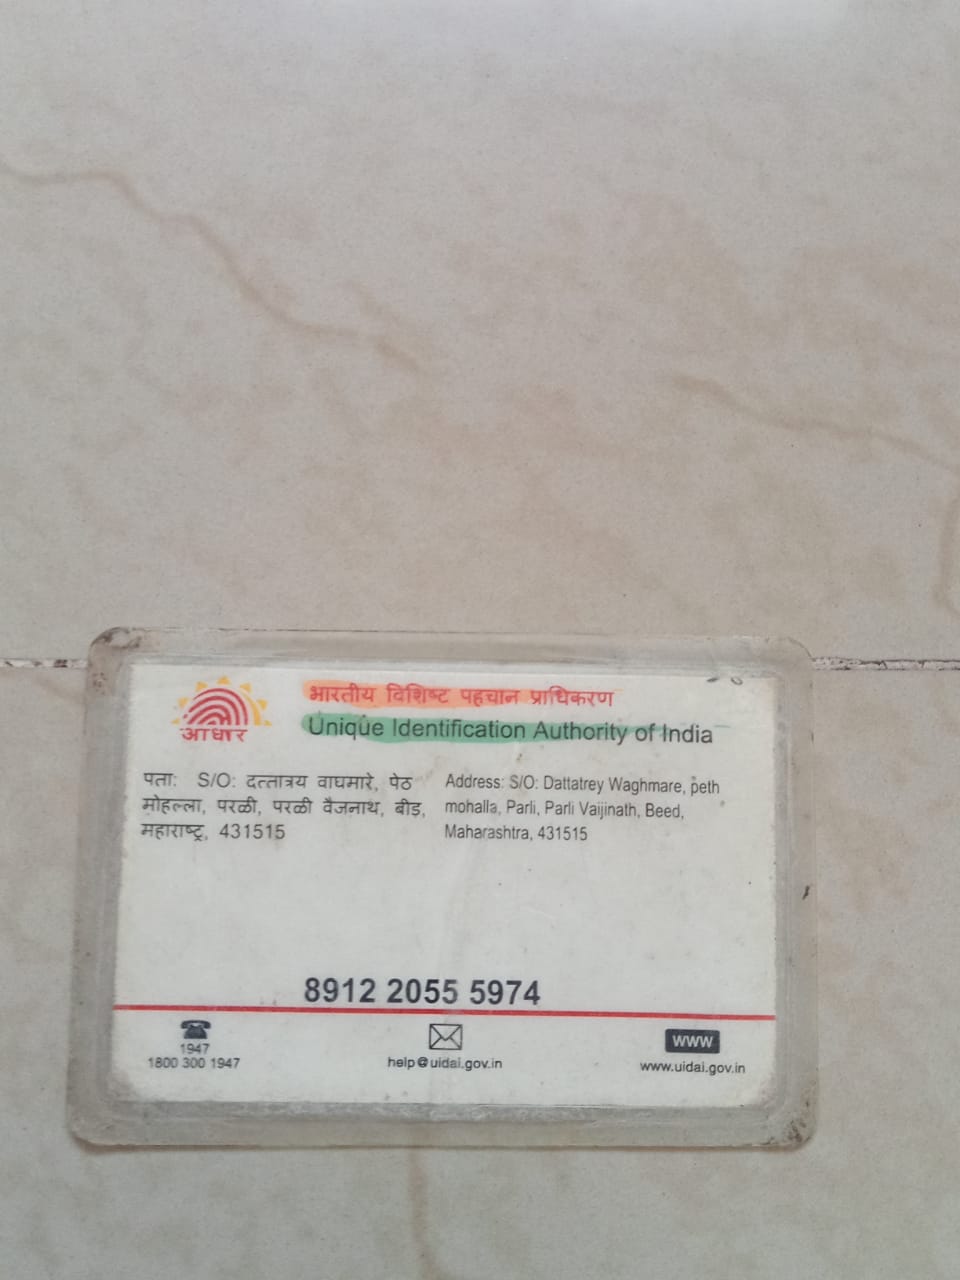 आधार
भारतीय विशिष्ट पहचान प्राधिकरण
Unique Identification Authority of India
पता: S/O: दत्तात्रय वाघमारे, पेठ
मोहल्ला, परळी, परळी वैजनाथ, बीड,
महाराष्ट्र, 431515
Address: S/O: Dattatrey Waghmare, peth
mohalla, Parli, Parli Vaijinath, Beed,
Maharashtra, 431515
8912 2055 5974
1947
1800 300 1947
help@uidai.gov.in
www
www.uidai.gov.in